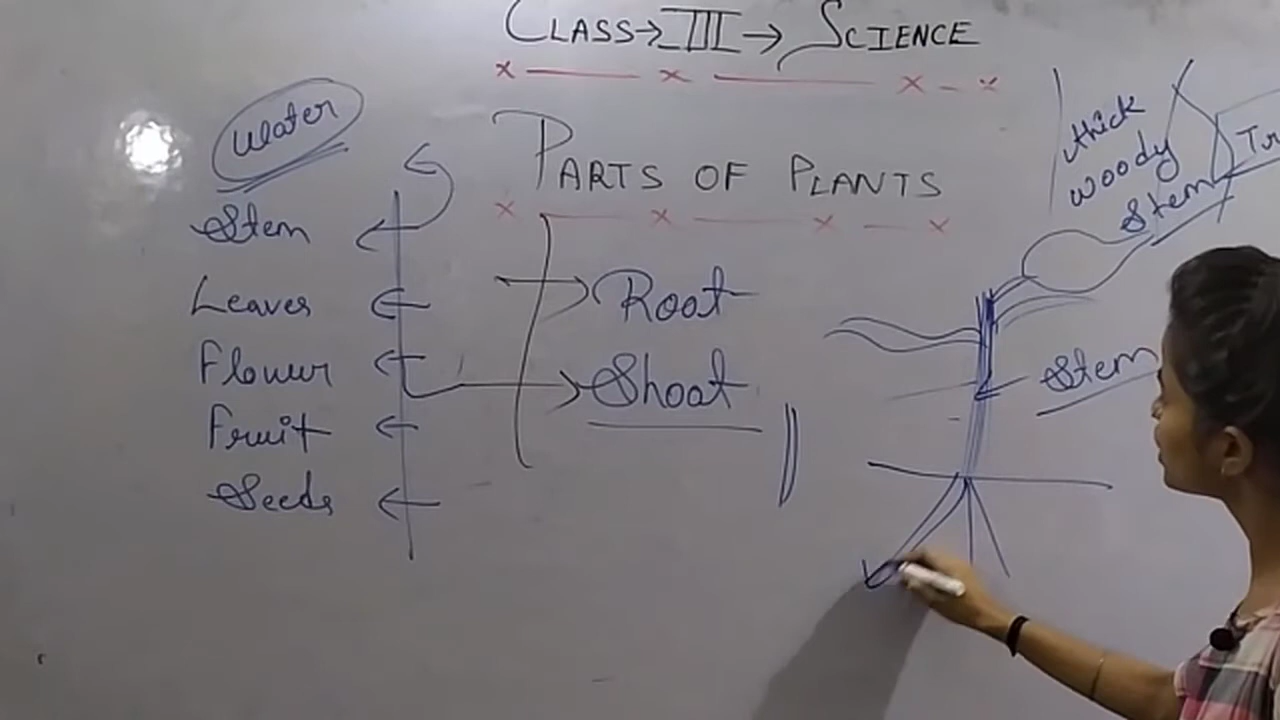 CLASS→III→SCIENCE
PARTS OF PLANTS
Water
Stem
Leaves
Flower
Fruit
Seeds
Root
Shoot
thick
woody
Stem
Stem